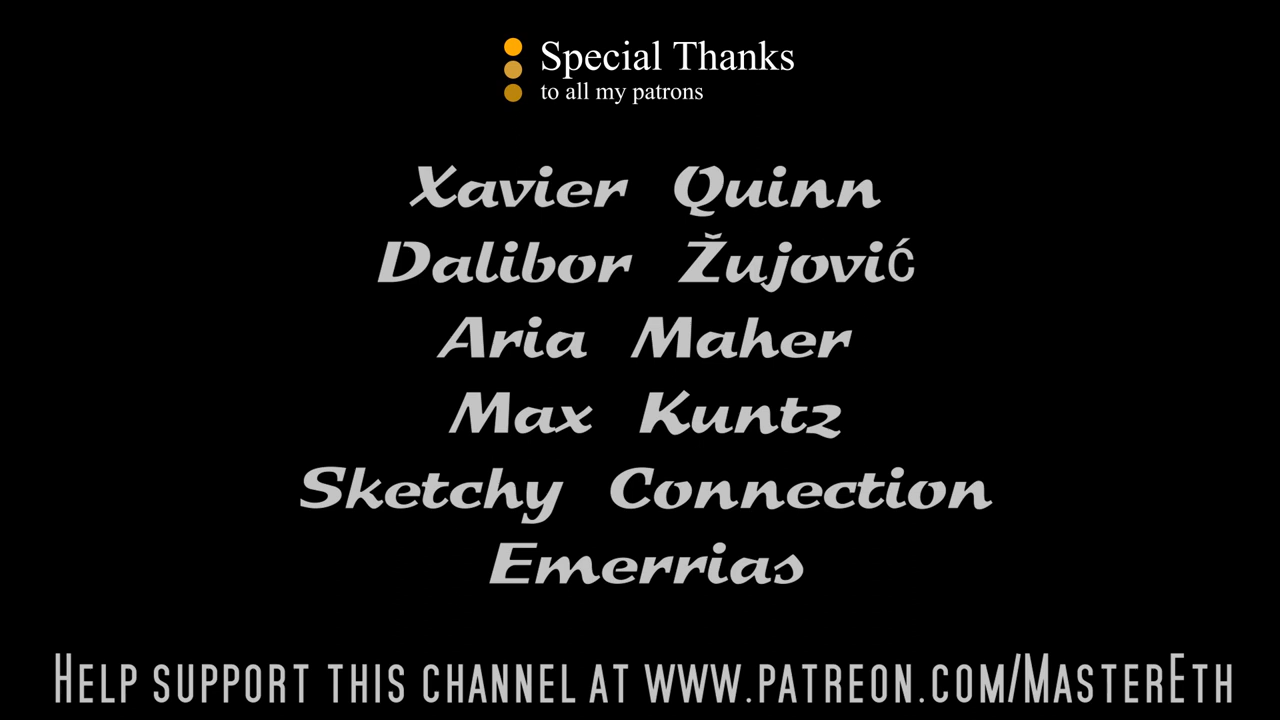 Special Thanks
to all my patrons
Xavier Quinn
Dalibor Žujović
Aria Maher
Max Kuntz
Sketchy Connection
Emerrias
Help support this channel at www.patreon.com/MasterEth